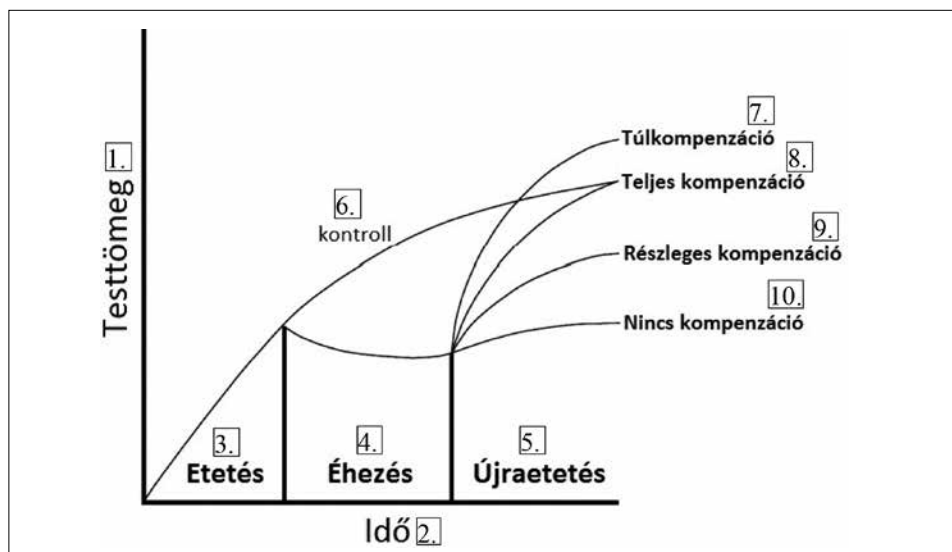 7.
Túlkompenzáció
8.
Teljes kompenzáció
6.
kontroll
9.
Részleges kompenzáció
10.
Nincs kompenzáció
Testtömeg 1.
3.
Etetés
4.
Éhezés
5.
Újraetetés
Idő 2.